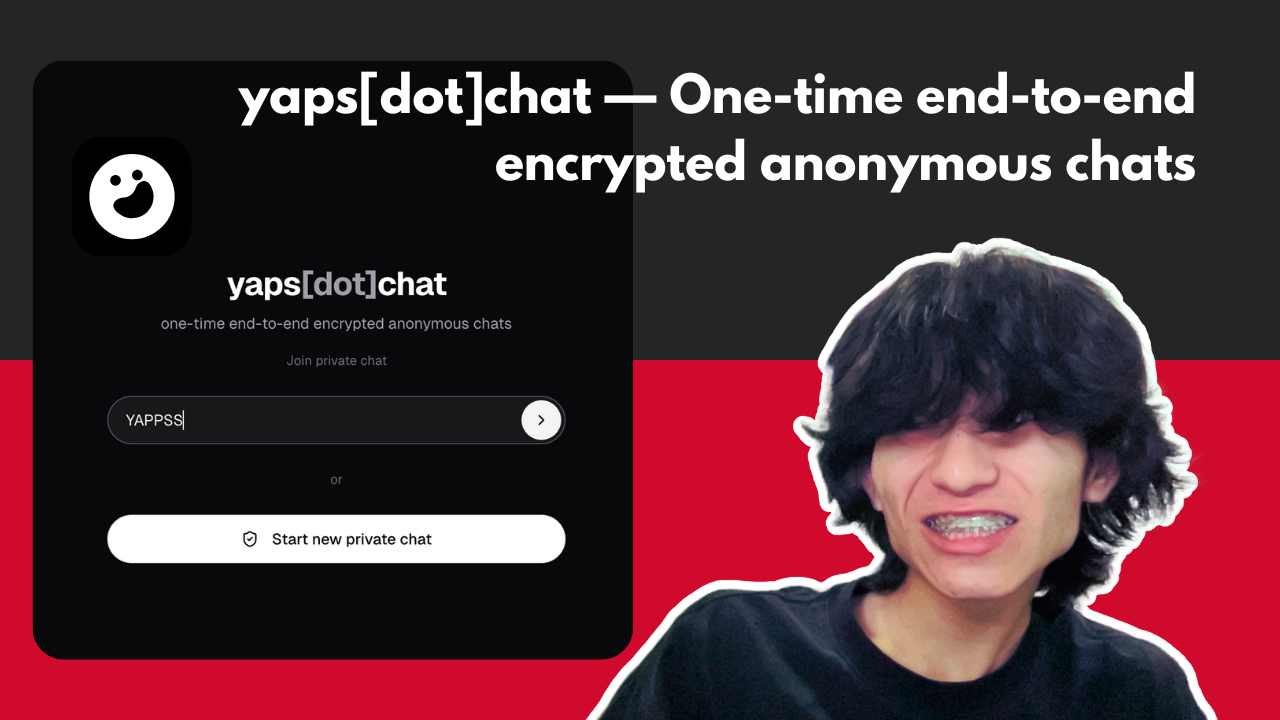 yaps[dot]chat — One-time end-to-end
encrypted anonymous chats
yaps[dot]chat
one-time end-to-end encrypted anonymous chats
Join private chat
YAPPSS
or
Start new private chat